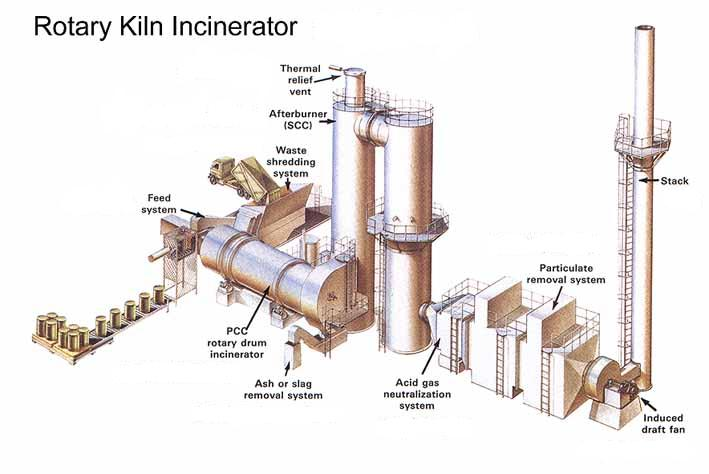 Rotary Kiln Incinerator
Thermal
relief
vent
Afterburner
(SCC)
Waste
shredding
system
Feed
system
Stack
Particulate
removal system
PCC
rotary drum
incinerator
Ash or slag
removal system
Acid gas
neutralization
system
Induced
draft fan